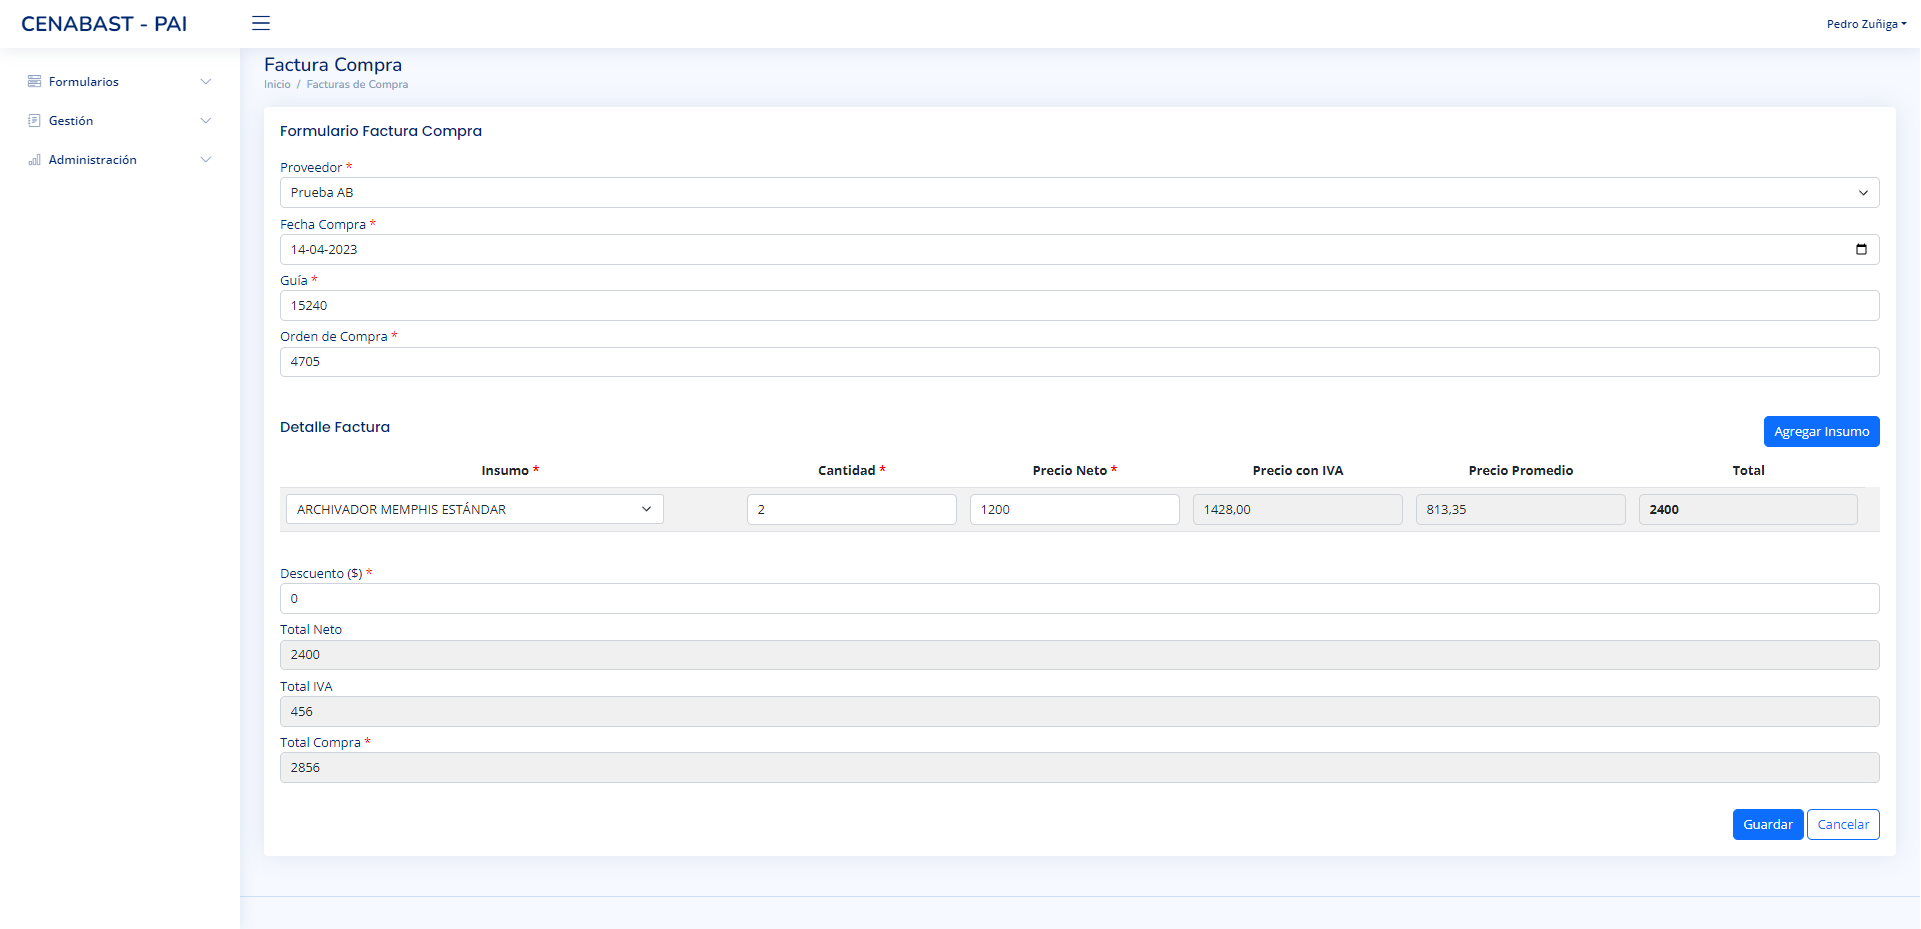 CENABAST - PAI
Pedro Zuñiga
Formularios
Gestión
Administración
Factura Compra
Inicio / Facturas de Compra
Formulario Factura Compra
Proveedor *
Prueba AB
Fecha Compra *
14-04-2023
Guía *
15240
Orden de Compra *
4705
Detalle Factura
Agregar Insumo
Insumo * Cantidad * Precio Neto * Precio con IVA Precio Promedio Total
ARCHIVADOR MEMPHIS ESTÁNDAR 2 1200 1428,00 813,35 2400
Descuento ($) *
0
Total Neto
2400
Total IVA
456
Total Compra *
2856
Guardar Cancelar